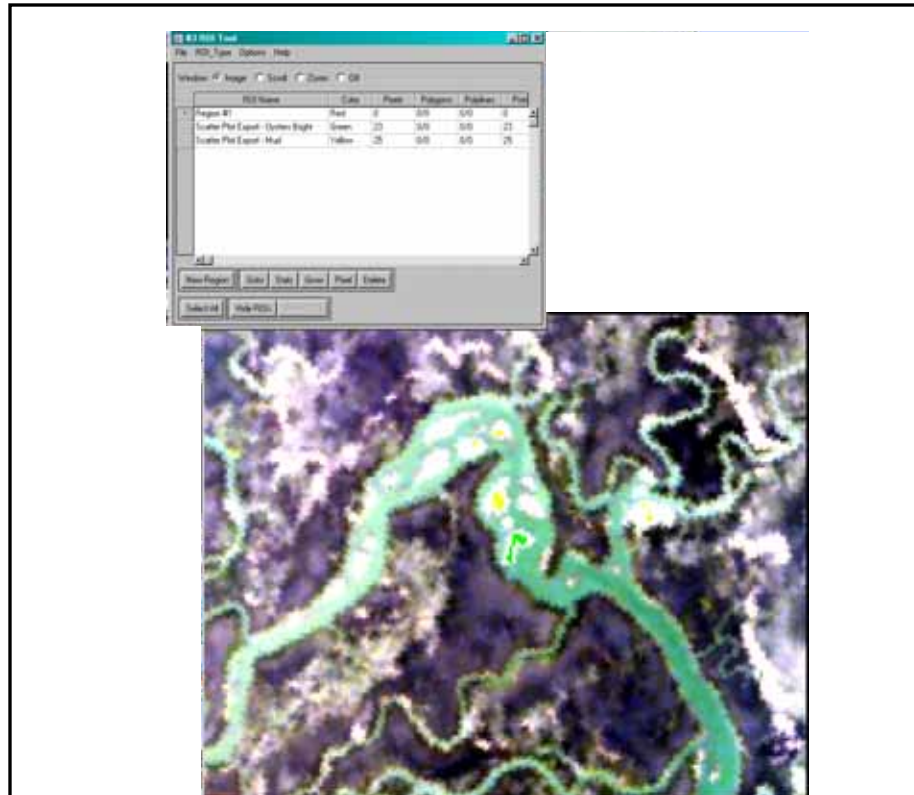 #3 ROI Tool
File ROI_Type Options Help
Window: Image Scroll Zoom Off
ROI Name Color Pixels Polygons Polylines Poin
Region #1 Red 0 0/0 0/0 0
Scatter Plot Export - Oysters Bright Green 23 0/0 0/0 23
Scatter Plot Export - Mud Yellow 25 0/0 0/0 25
New Region Goto Stats Grow Pixel Delete
Select All Hide ROIs